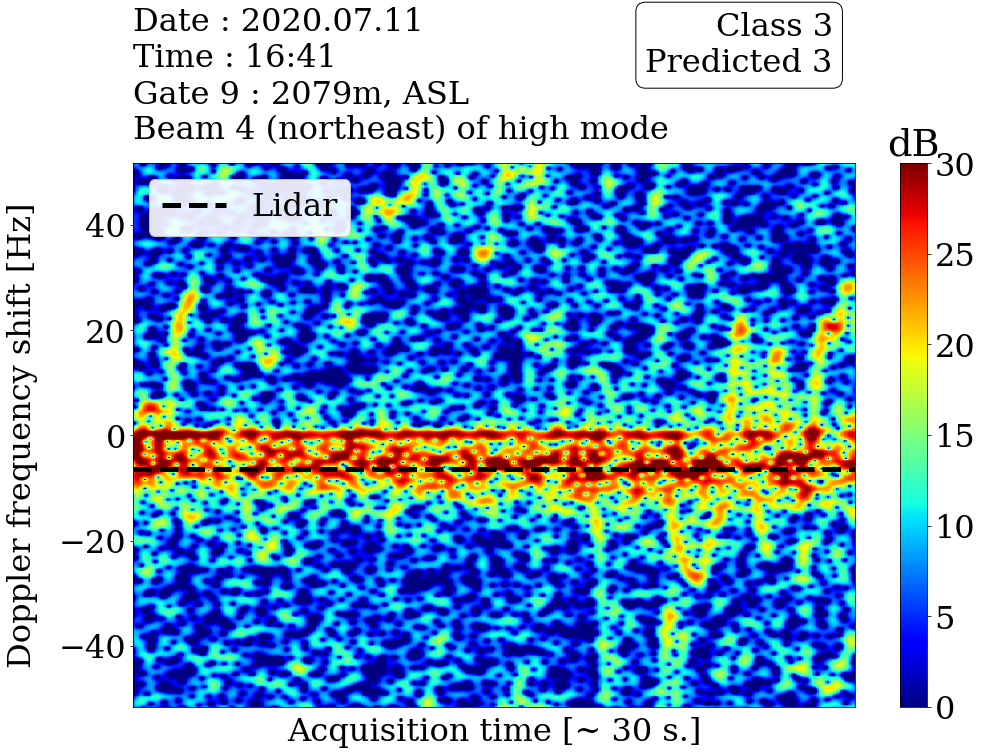 Date : 2020.07.11
Time : 16:41
Gate 9 : 2079m, ASL
Beam 4 (northeast) of high mode
Class 3
Predicted 3
dB
Lidar
Doppler frequency shift [Hz]
40
20
0
−20
−40
30
25
20
15
10
5
0
Acquisition time [~ 30 s.]